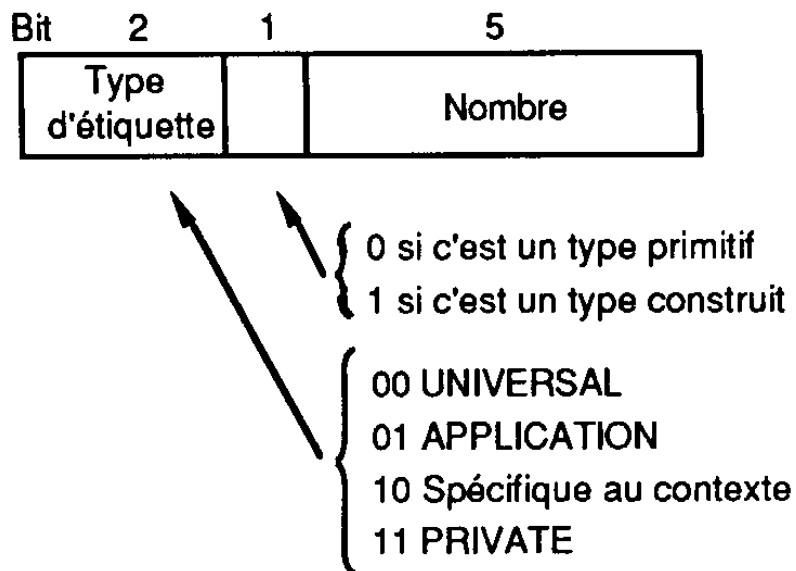 Bit 2 1 5
Type
d'étiquette
Nombre
0 si c'est un type primitif
1 si c'est un type construit
00 UNIVERSAL
01 APPLICATION
10 Spécifique au contexte
11 PRIVATE